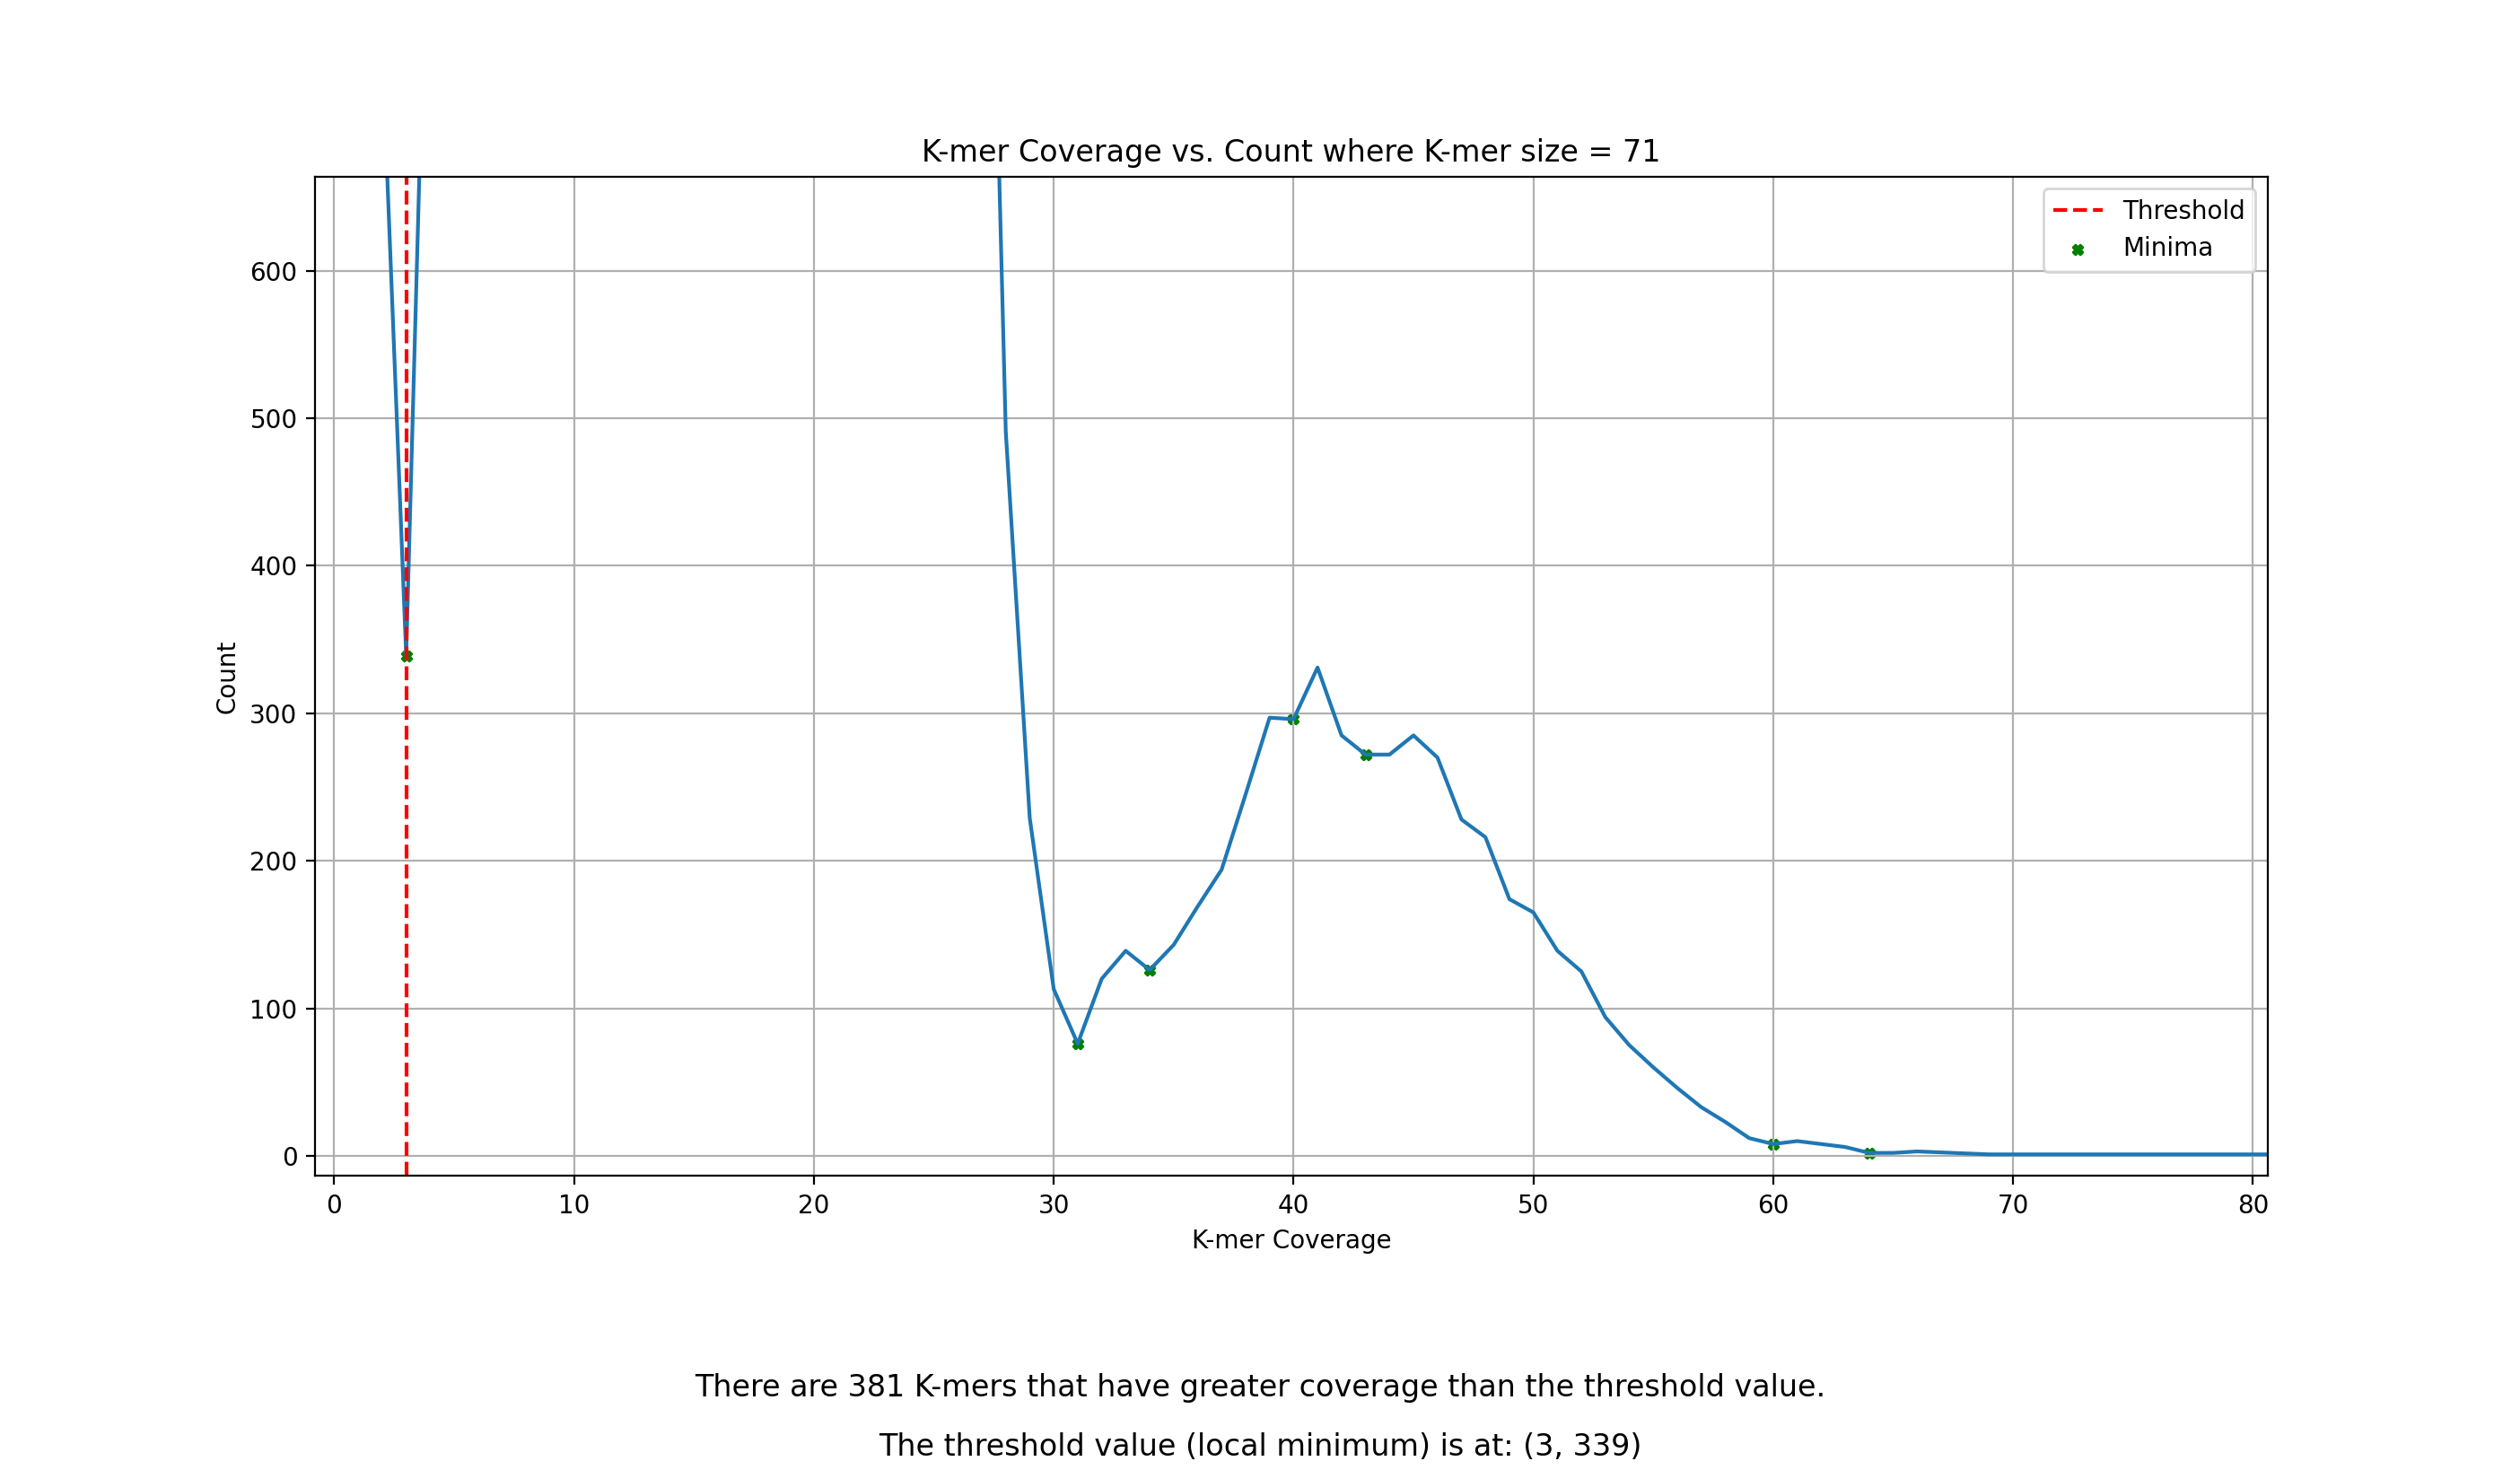 K-mer Coverage vs. Count where K-mer size = 71
Threshold
Minima
600
500
400
300
200
100
0
Count
0 10 20 30 40 50 60 70 80
K-mer Coverage
There are 381 K-mers that have greater coverage than the threshold value.
The threshold value (local minimum) is at: (3, 339)